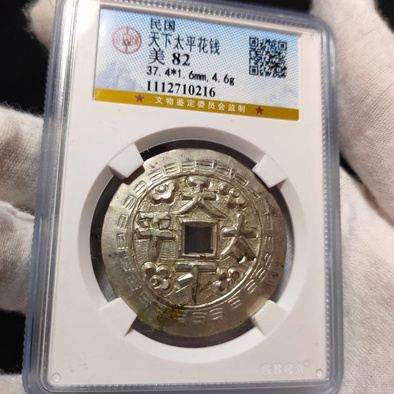 民国
天下太平花钱
美 82
37.4*1.6mm,4.6g
1112710216
★ 文物鉴定委员会监制 ★
天下太平